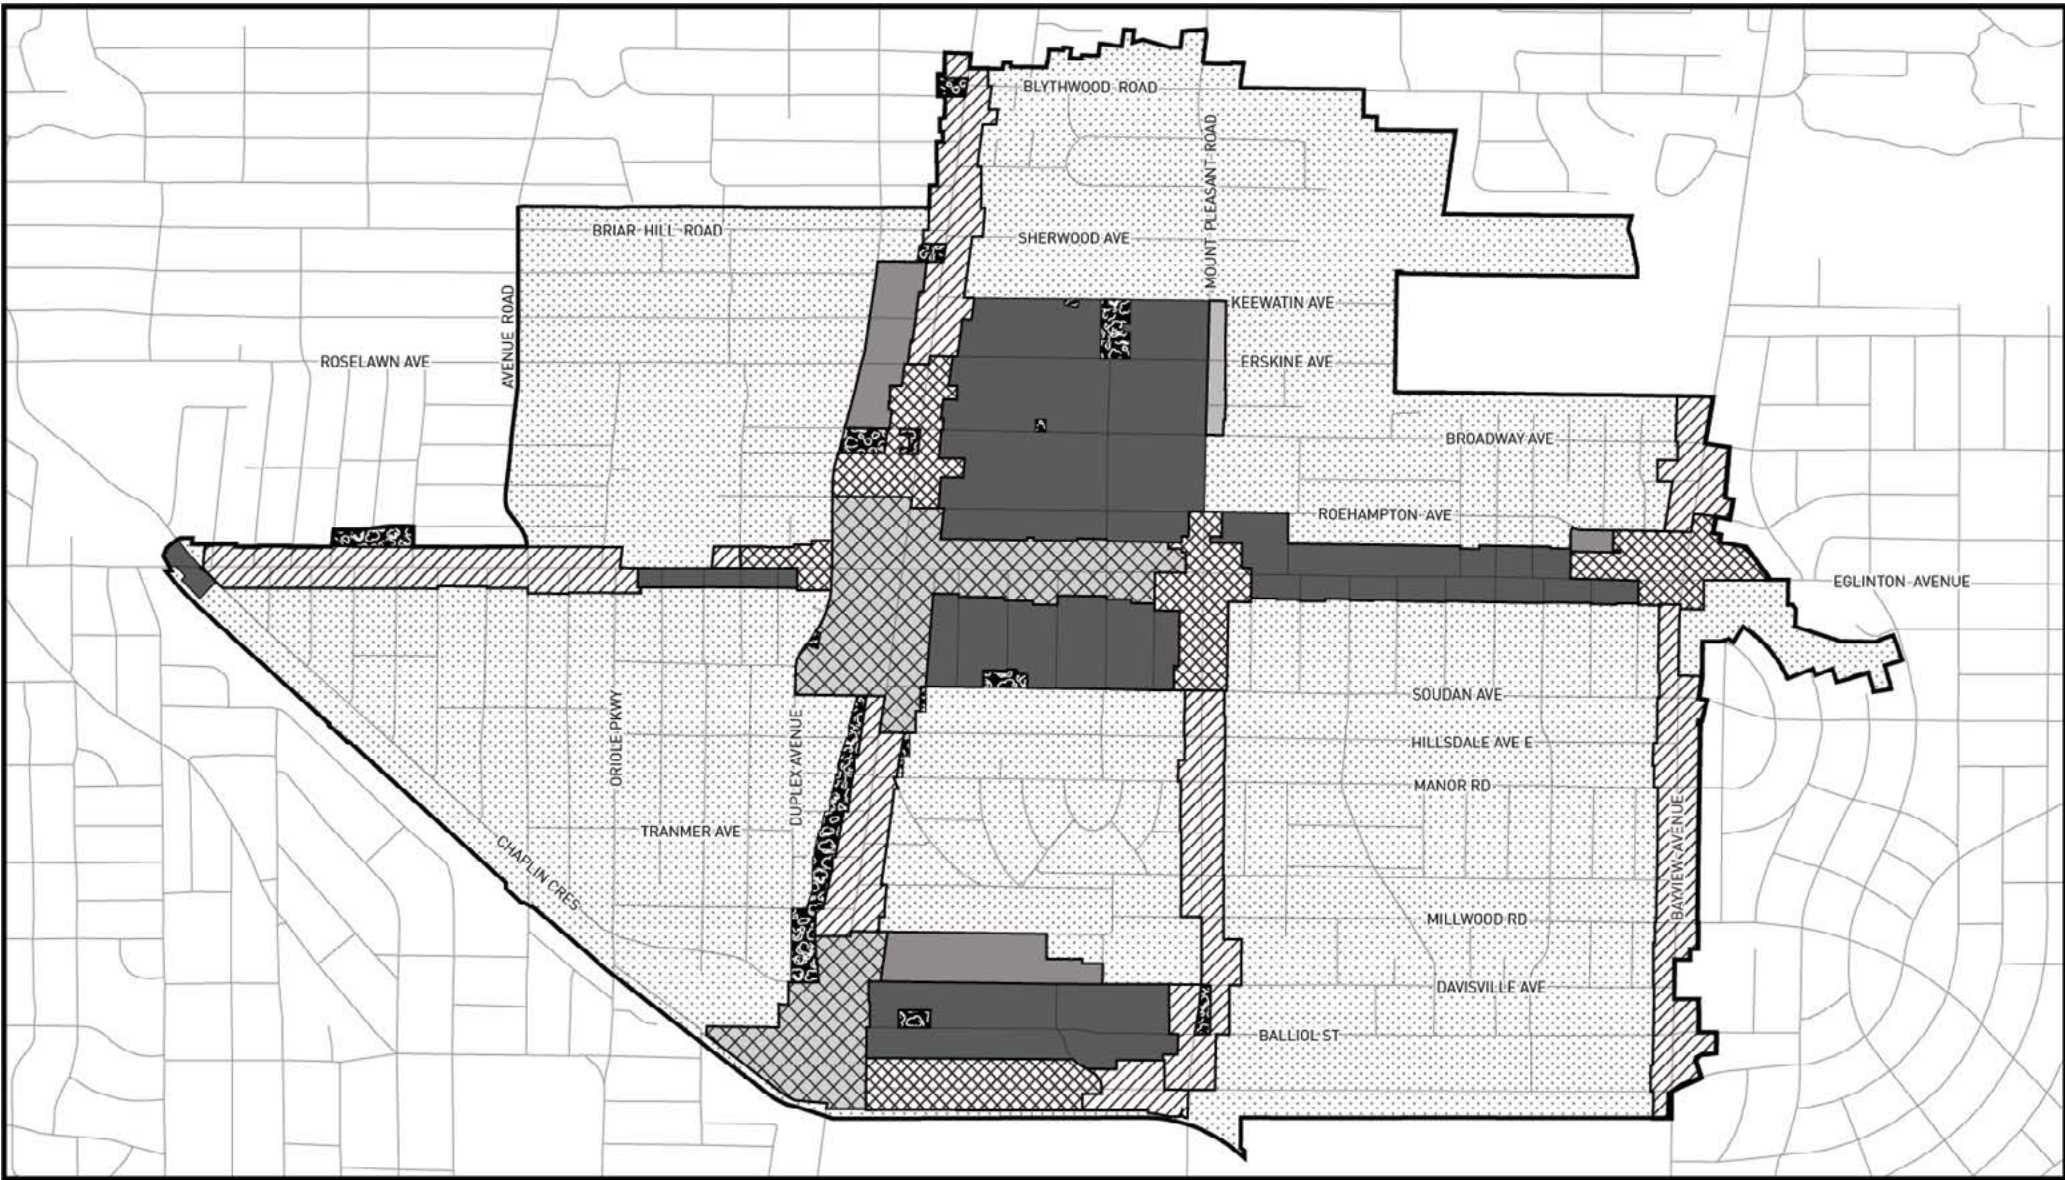 BLYTHWOOD ROAD
MOUNT PLEASANT ROAD
BRIAR HILL ROAD
SHERWOOD AVE
AVENUE ROAD
KEEWATIN AVE
ROSELAWN AVE
ERSKINE AVE
BROADWAY AVE
ROEHAMPTON AVE
EGLINTON AVENUE
ORIOLE PKWY
DUPLEX AVENUE
SOUDAN AVE
HILLSDALE AVE E
MANOR RD
TRANMER AVE
CHAPLIN CRES
BAYVIEW AVENUE
MILLWOOD RD
DAVISVILLE AVE
BALLIOL ST